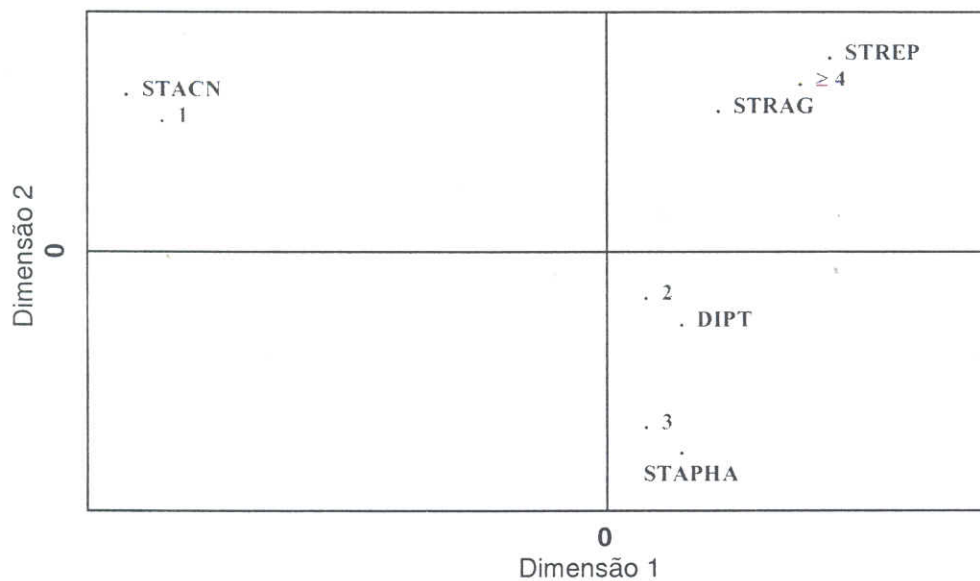 STREP
≥ 4
STACN
STRAG
1
Dimensão 2
0
2
DIPT
3
STAPHA
0
Dimensão 1